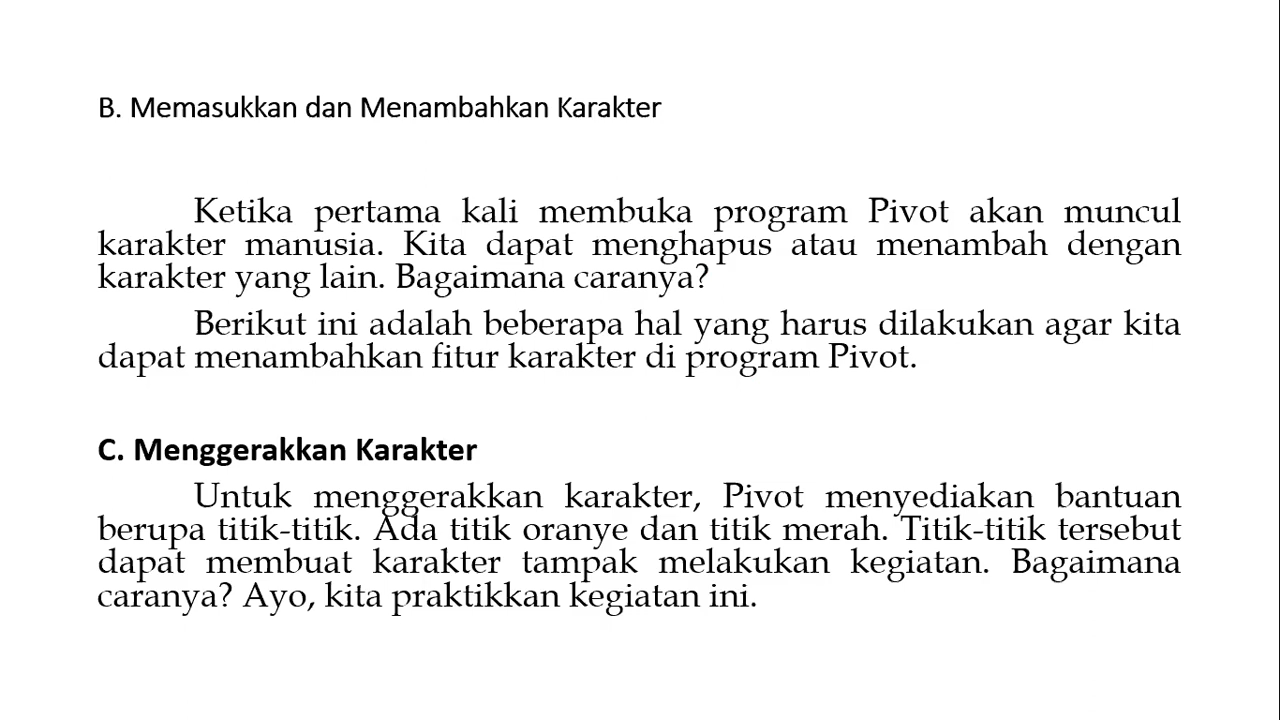 B. Memasukkan dan Menambahkan Karakter
Ketika pertama kali membuka program Pivot akan muncul
karakter manusia. Kita dapat menghapus atau menambah dengan
karakter yang lain. Bagaimana caranya?
Berikut ini adalah beberapa hal yang harus dilakukan agar kita
dapat menambahkan fitur karakter di program Pivot.
C. Menggerakkan Karakter
Untuk menggerakkan karakter, Pivot menyediakan bantuan
berupa titik-titik. Ada titik oranye dan titik merah. Titik-titik tersebut
dapat membuat karakter tampak melakukan kegiatan. Bagaimana
caranya? Ayo, kita praktikkan kegiatan ini.